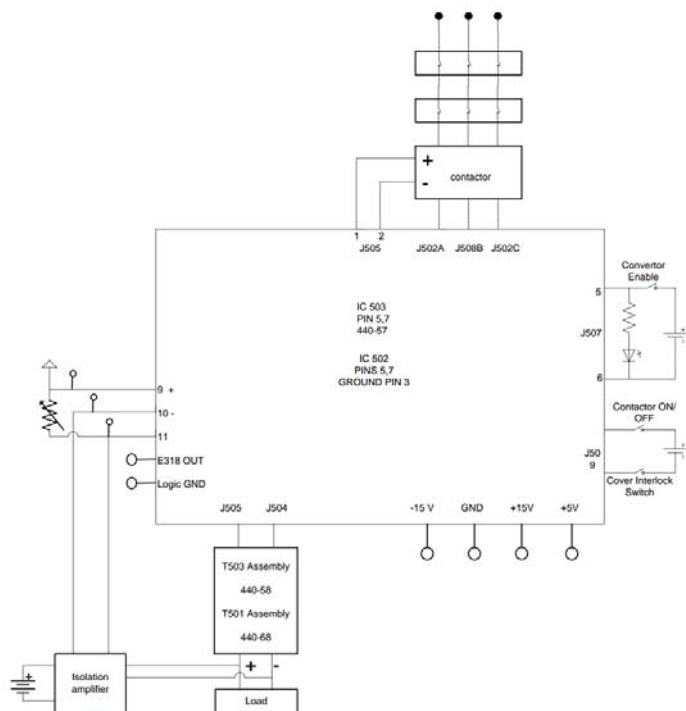 +
-
contactor
1 2
J505 J502A J508B J502C
Convertor
Enable
5
+
J507
6
IC 503
PIN 5,7
440-57
IC 502
PINS 5,7
GROUND PIN 3
9 +
10 -
11
E318 OUT
Logic GND
Contactor ON/
OFF
J50
9
+
Cover Interlock
Switch
J505 J504
-15 V GND +15V +5V
T503 Assembly
440-58
T501 Assembly
440-68
+ -
+
Isolation
amplifier
Load